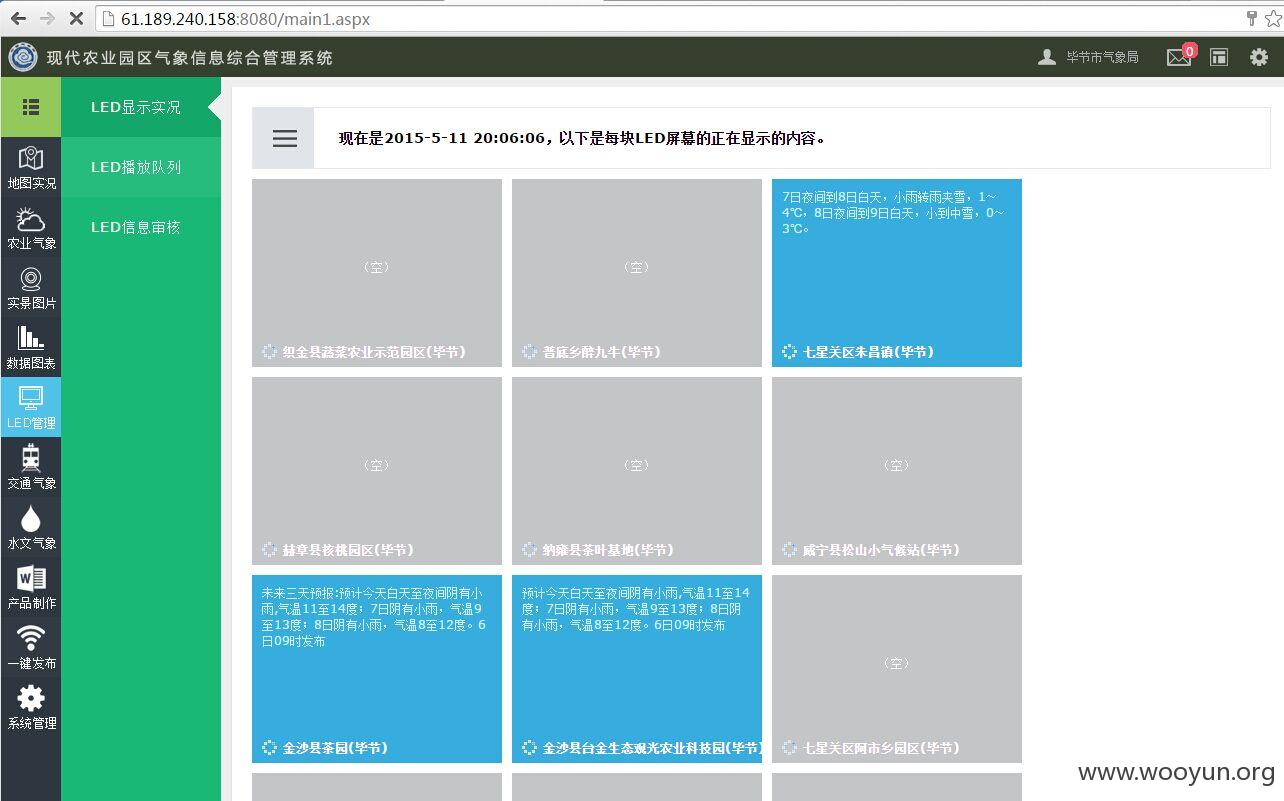 61.189.240.158:8080/main1.aspx
现代农业园区气象信息综合管理系统
毕节市气象局
0
LED显示实况
LED播放队列
LED信息审核
地图实况
农业气象
实景图片
数据图表
LED管理
交通气象
水文气象
产品制作
一键发布
系统管理
现在是2015-5-11 20:06:06，以下是每块LED屏幕的正在显示的内容。
（空）
织金县蔬菜农业示范园区(毕节)
（空）
普底乡醉九牛(毕节)
7日夜间到8日白天，小雨转雨夹雪，1～
4℃，8日夜间到9日白天，小到中雪，0～
3℃。
七星关区朱昌镇(毕节)
（空）
赫章县核桃园区(毕节)
（空）
纳雍县茶叶基地(毕节)
（空）
威宁县松山小气候站(毕节)
未来三天预报:预计今天白天至夜间阴有小
雨,气温11至14度；7日阴有小雨，气温9
至13度；8日阴有小雨，气温8至12度。6
日09时发布
金沙县茶园(毕节)
预计今天白天至夜间阴有小雨,气温11至14
度；7日阴有小雨，气温9至13度；8日阴
有小雨，气温8至12度。6日09时发布
金沙县台金生态观光农业科技园(毕节)
（空）
七星关区阿市乡园区(毕节)
www.wooyun.org